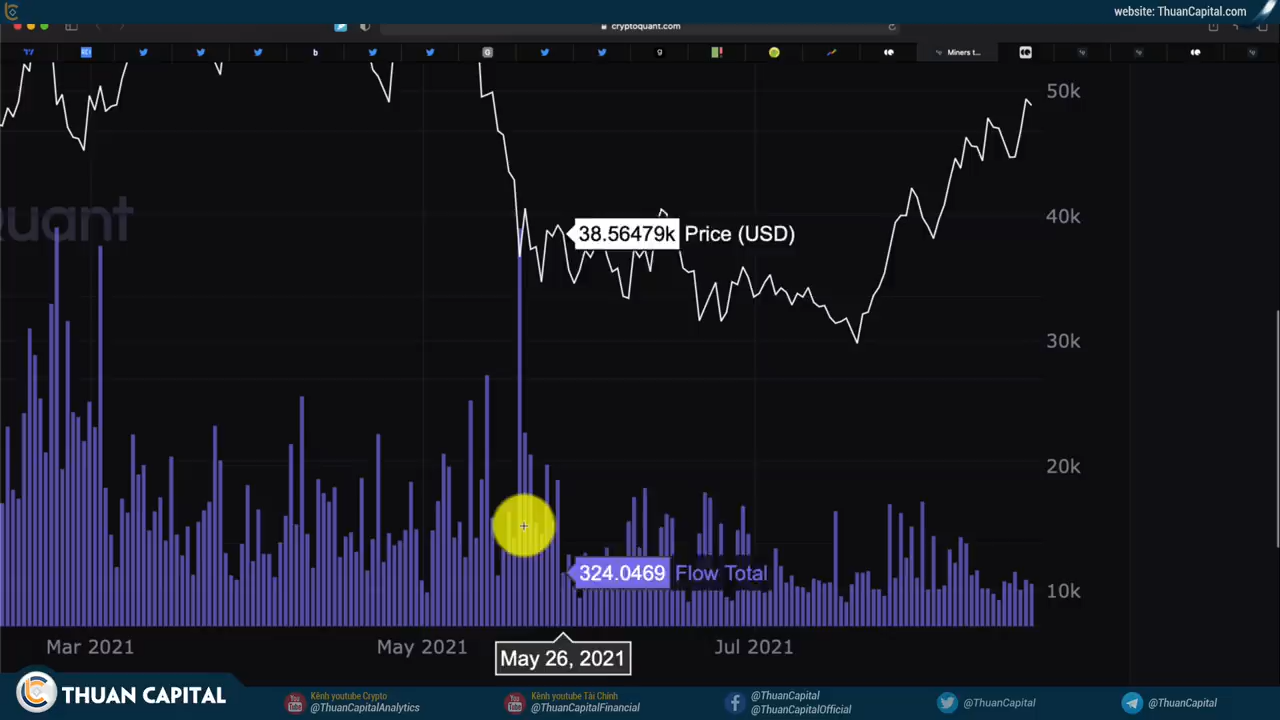 website: ThuanCapital.com
cryptoquant.com
Miners t...
50k
Quant
40k
38.56479k Price (USD)
30k
20k
324.0469 Flow Total
10k
Mar 2021
May 2021
Jul 2021
May 26, 2021
THUAN CAPITAL
Kênh youtube Crypto
@ThuanCapitalAnalytics
Kênh youtube Tài Chính
@ThuanCapitalFinancial
@ThuanCapital
@ThuanCapitalOfficial
@ThuanCapital
@ThuanCapital